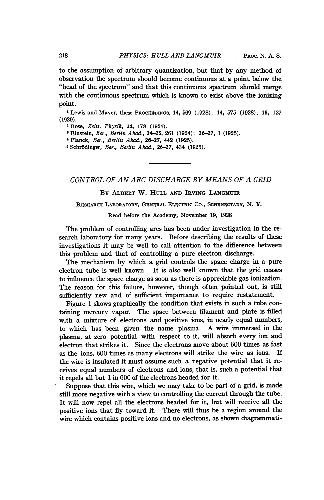 218 PHYSICS: HULL AND LANGMUIR PROC. N. A. S.
to the assumption of arbitrary quantization, but that by any method of
observation the spectrum should become continuous at a point below the
"head of the spectrum" and that this continuous spectrum should merge
with the continuous spectrum which is known to exist above the ionizing
point.
Lewis and Mayer, these PROCEEDINGS, 14, 569 (1928); 14, 575 (1928); 15, 127
(1929).
Bose, Zeits. Physik, 26, 178 (1924).
Einstein, Ber., Berlin Akad., 24-25, 261 (1924); 26-27, 1 (1925).
Planck, Ber., Berlin Akad., 26-27, 442 (1925).
Schrödinger, Ber., Berlin Akad., 26-27, 434 (1925).
CONTROL OF AN ARC DISCHARGE BY MEANS OF A GRID
BY ALBERT W. HULL AND IRVING LANGMUIR
RESEARCH LABORATORY, GENERAL ELECTRIC CO., SCHENECTADY, N. Y.
Read before the Academy, November 19, 1928
The problem of controlling arcs has been under investigation in the re-
search laboratory for many years. Before describing the results of these
investigations it may be well to call attention to the difference between
this problem and that of controlling a pure electron discharge.
The mechanism by which a grid controls the space charge in a pure
electron tube is well known. It is also well known that the grid ceases
to influence the space charge as soon as there is appreciable gas ionization.
The reason for this failure, however, though often pointed out, is still
sufficiently new and of sufficient importance to require restatement.
Figure 1 shows graphically the condition that exists in such a tube con-
taining mercury vapor. The space between filament and plate is filled
with a mixture of electrons and positive ions, in nearly equal numbers,
to which has been given the name plasma. A wire immersed in the
plasma, at zero potential with respect to it, will absorb every ion and
electron that strikes it. Since the electrons move about 600 times as fast
as the ions, 600 times as many electrons will strike the wire as ions. If
the wire is insulated it must assume such a negative potential that it re-
ceives equal numbers of electrons and ions, that is, such a potential that
it repels all but 1 in 600 of the electrons headed for it.
Suppose that this wire, which we may take to be part of a grid, is made
still more negative with a view to controlling the current through the tube.
It will now repel all the electrons headed for it, but will receive all the
positive ions that fly toward it. There will thus be a region around the
wire which contains positive ions and no electrons, as shown diagrammati-